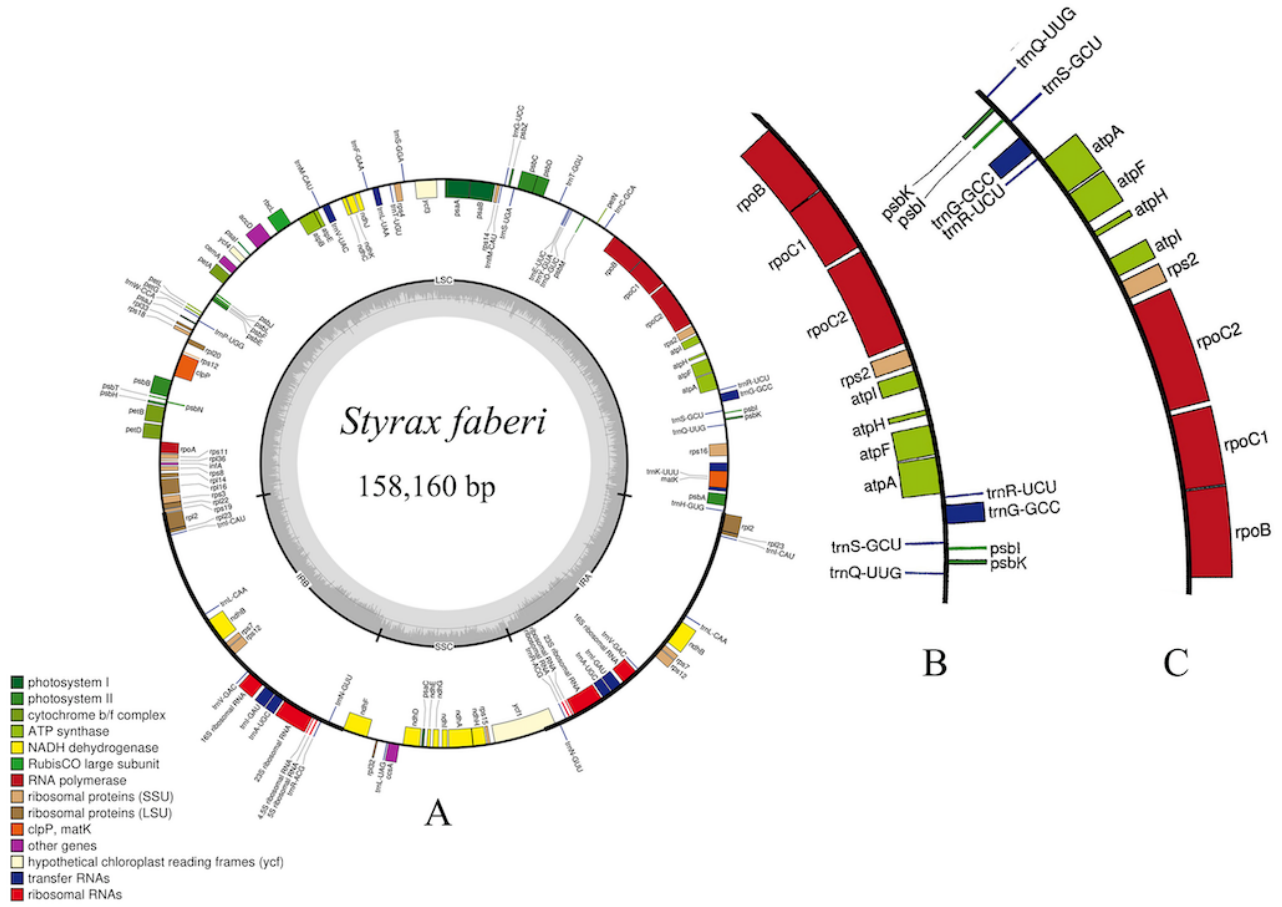 Styrax faberi
158,160 bp
LSC
IRB
IRA
SSC
trnG-UCC
psbZ
psbC
psbD
trnT-GGU
petN
trnC-GCA
trnS-UGA
trnE-UUC
trnY-GUA
trnD-GUC
psbM
rpoB
rpoC1
rpoC2
rps2
atpI
atpH
atpF
atpA
trnR-UCU
trnG-GCC
trnS-GCU
psbI
psbK
trnQ-UUG
rps16
trnK-UUU
matK
psbA
trnH-GUG
rpl2
rpl23
trnI-CAU
trnL-CAA
ndhB
rps7
rps12
trnV-GAC
16S ribosomal RNA
trnI-GAU
trnA-UGC
23S ribosomal RNA
trnR-ACG
trnN-GUU
ycf1
rps15
ndhH
ndhA
ndhI
ndhG
ndhE
psaC
ndhD
ccsA
trnL-UAG
rpl32
ndhF
trnN-GUU
trnR-ACG
5S ribosomal RNA
4.5S ribosomal RNA
23S ribosomal RNA
trnA-UGC
trnI-GAU
16S ribosomal RNA
trnV-GAC
rps12
rps7
ndhB
trnL-CAA
trnI-CAU
rpl23
rpl2
rps19
rpl22
rps3
rpl16
rpl14
rps8
infA
rpl36
rps11
rpoA
petD
petB
psbN
psbH
psbT
psbB
clpP
rps12
rpl20
rps18
rpl33
psaJ
trnP-UGG
trnW-CCA
petG
petL
psbE
psbF
psbL
psbJ
petA
cemA
ycf4
psaI
accD
rbcL
atpB
atpE
trnM-CAU
trnV-UAC
ndhC
ndhK
ndhJ
trnF-GAA
trnL-UAA
trnT-UGU
rps4
trnS-GGA
ycf3
psaA
psaB
rps14
trnfM-CAU
A
photosystem I
photosystem II
cytochrome b/f complex
ATP synthase
NADH dehydrogenase
RubisCO large subunit
RNA polymerase
ribosomal proteins (SSU)
ribosomal proteins (LSU)
clpP, matK
other genes
hypothetical chloroplast reading frames (ycf)
transfer RNAs
ribosomal RNAs
rpoB
rpoC1
rpoC2
rps2
atpI
atpH
atpF
atpA
trnR-UCU
trnG-GCC
trnS-GCU
psbI
psbK
trnQ-UUG
B
trnQ-UUG
trnS-GCU
psbK
psbI
trnG-GCC
trnR-UCU
atpA
atpF
atpH
atpI
rps2
rpoC2
rpoC1
rpoB
C